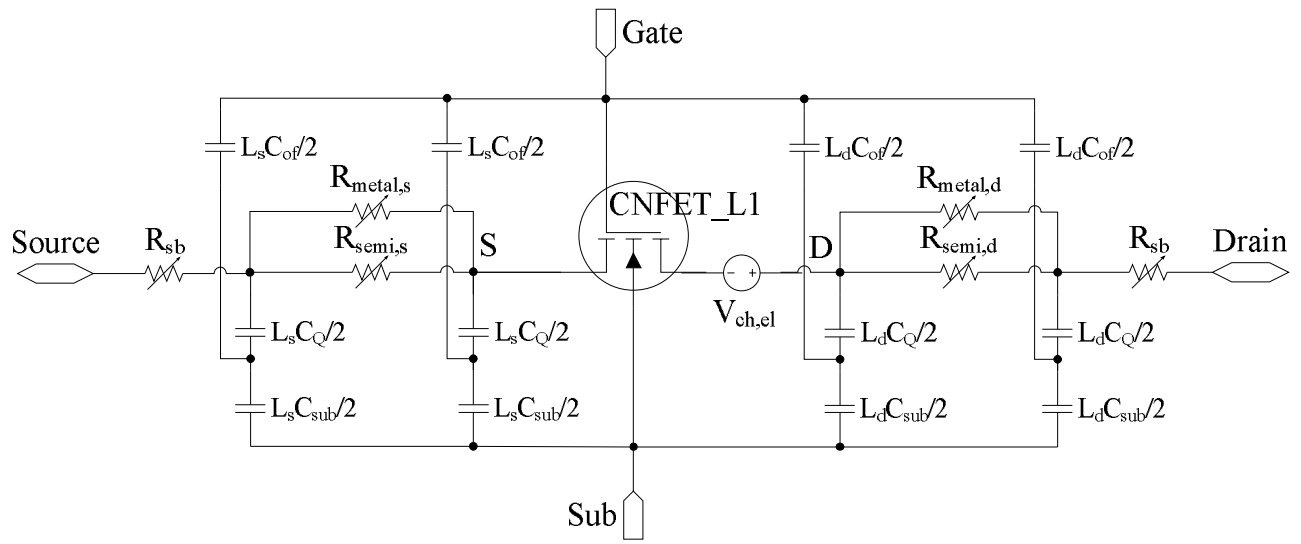 Gate
LsCof/2 LsCof/2 LdCof/2 LdCof/2
Rmetal,s CNFET_L1 Rmetal,d
Source Rsb Rsemi,s S D Rsemi,d Rsb Drain
Vch,el
LsCQ/2 LsCQ/2 LdCQ/2 LdCQ/2
LsCsub/2 LsCsub/2 LdCsub/2 LdCsub/2
Sub